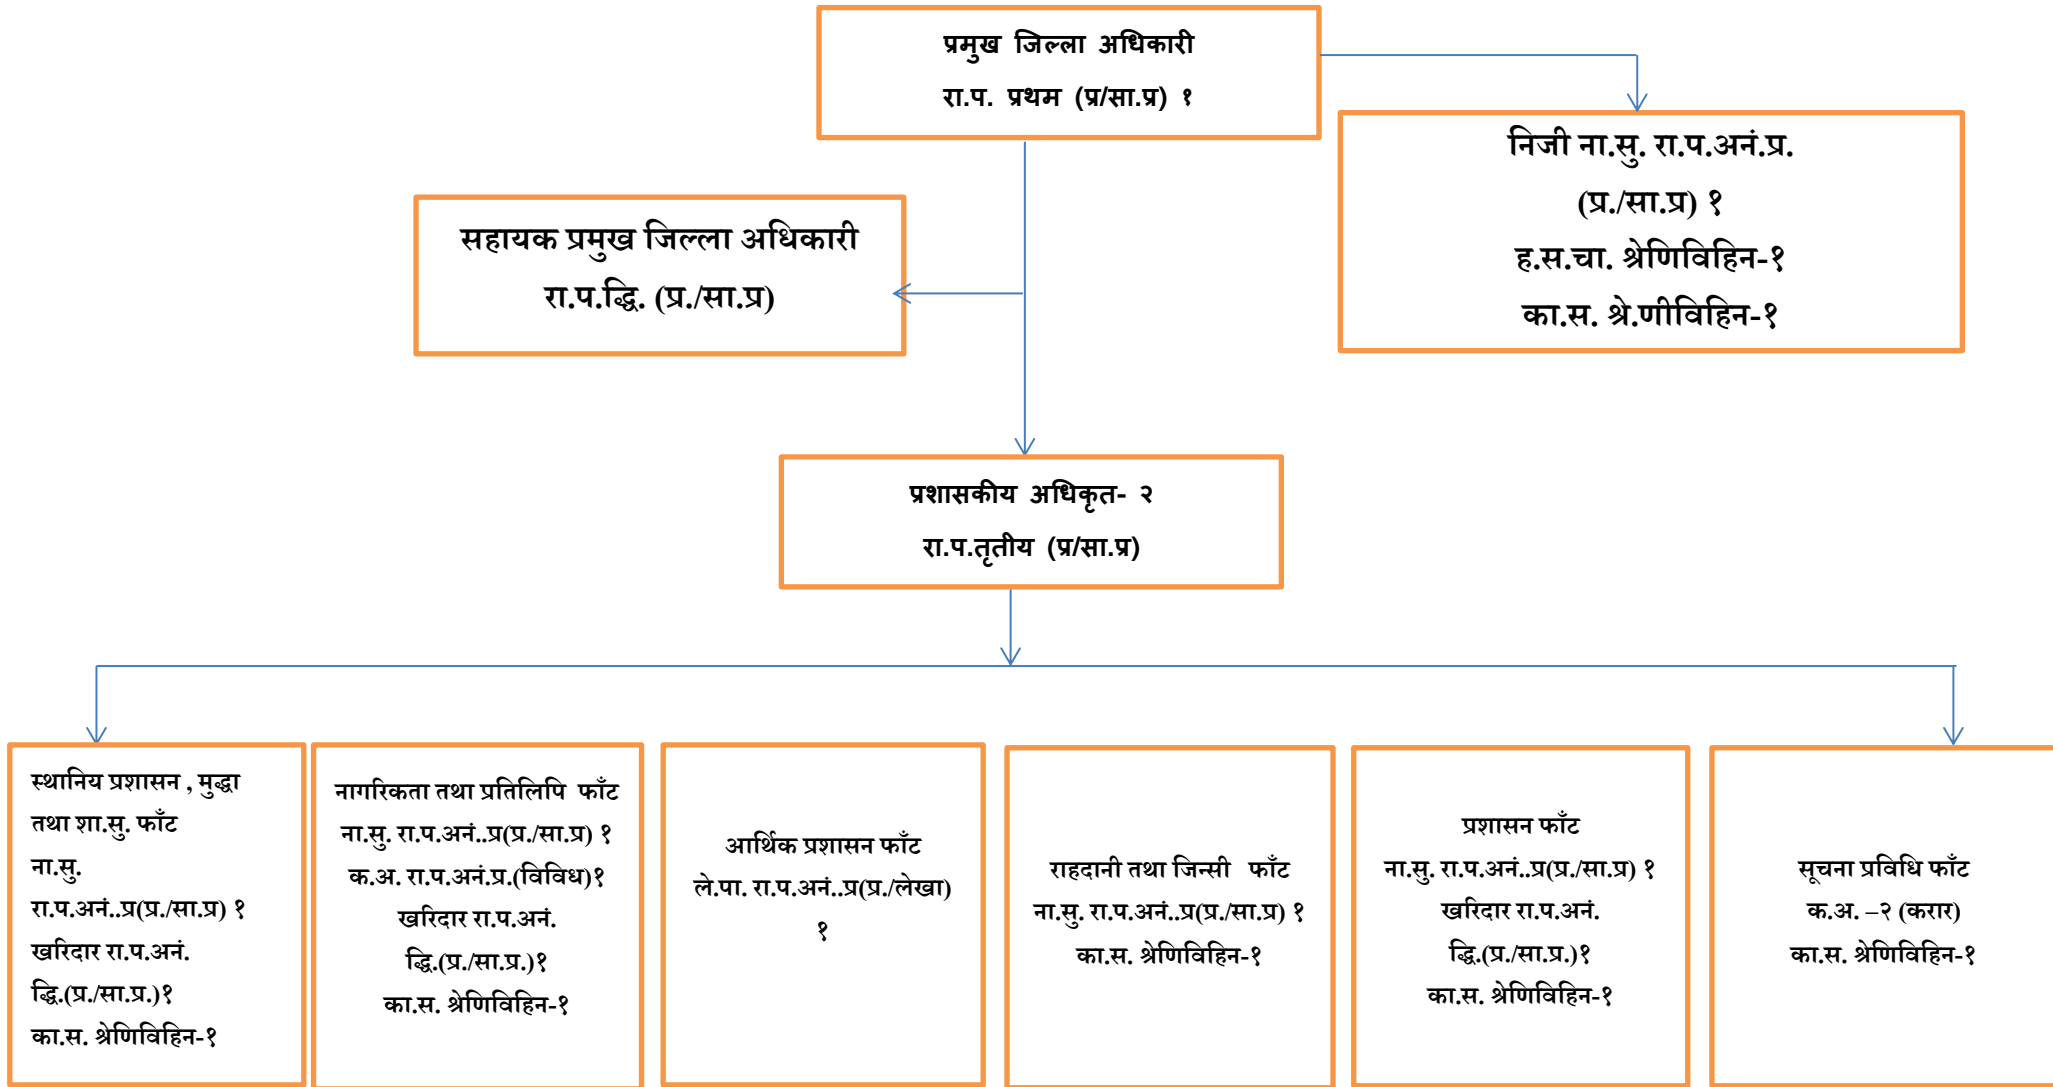 प्रमुख जिल्ला अधिकारी
रा.प. प्रथम (प्र/सा.प्र) १
निजी ना.सु. रा.प.अनं.प्र.
(प्र./सा.प्र) १
ह.स.चा. श्रेणिविहिन-१
का.स. श्रे.णीविहिन-१
सहायक प्रमुख जिल्ला अधिकारी
रा.प.द्धि. (प्र./सा.प्र)
प्रशासकीय अधिकृत- २
रा.प.तृतीय (प्र/सा.प्र)
स्थानिय प्रशासन , मुद्धा
तथा शा.सु. फाँट
ना.सु.
रा.प.अनं..प्र(प्र./सा.प्र) १
खरिदार रा.प.अनं.
द्धि.(प्र./सा.प्र.)१
का.स. श्रेणिविहिन-१
नागरिकता तथा प्रतिलिपि फाँट
ना.सु. रा.प.अनं..प्र(प्र./सा.प्र) १
क.अ. रा.प.अनं.प्र.(विविध)१
खरिदार रा.प.अनं.
द्धि.(प्र./सा.प्र.)१
का.स. श्रेणिविहिन-१
आर्थिक प्रशासन फाँट
ले.पा. रा.प.अनं..प्र(प्र./लेखा)
१
राहदानी तथा जिन्सी फाँट
ना.सु. रा.प.अनं..प्र(प्र./सा.प्र) १
का.स. श्रेणिविहिन-१
प्रशासन फाँट
ना.सु. रा.प.अनं..प्र(प्र./सा.प्र) १
खरिदार रा.प.अनं.
द्धि.(प्र./सा.प्र.)१
का.स. श्रेणिविहिन-१
सूचना प्रविधि फाँट
क.अ. –२ (करार)
का.स. श्रेणिविहिन-१